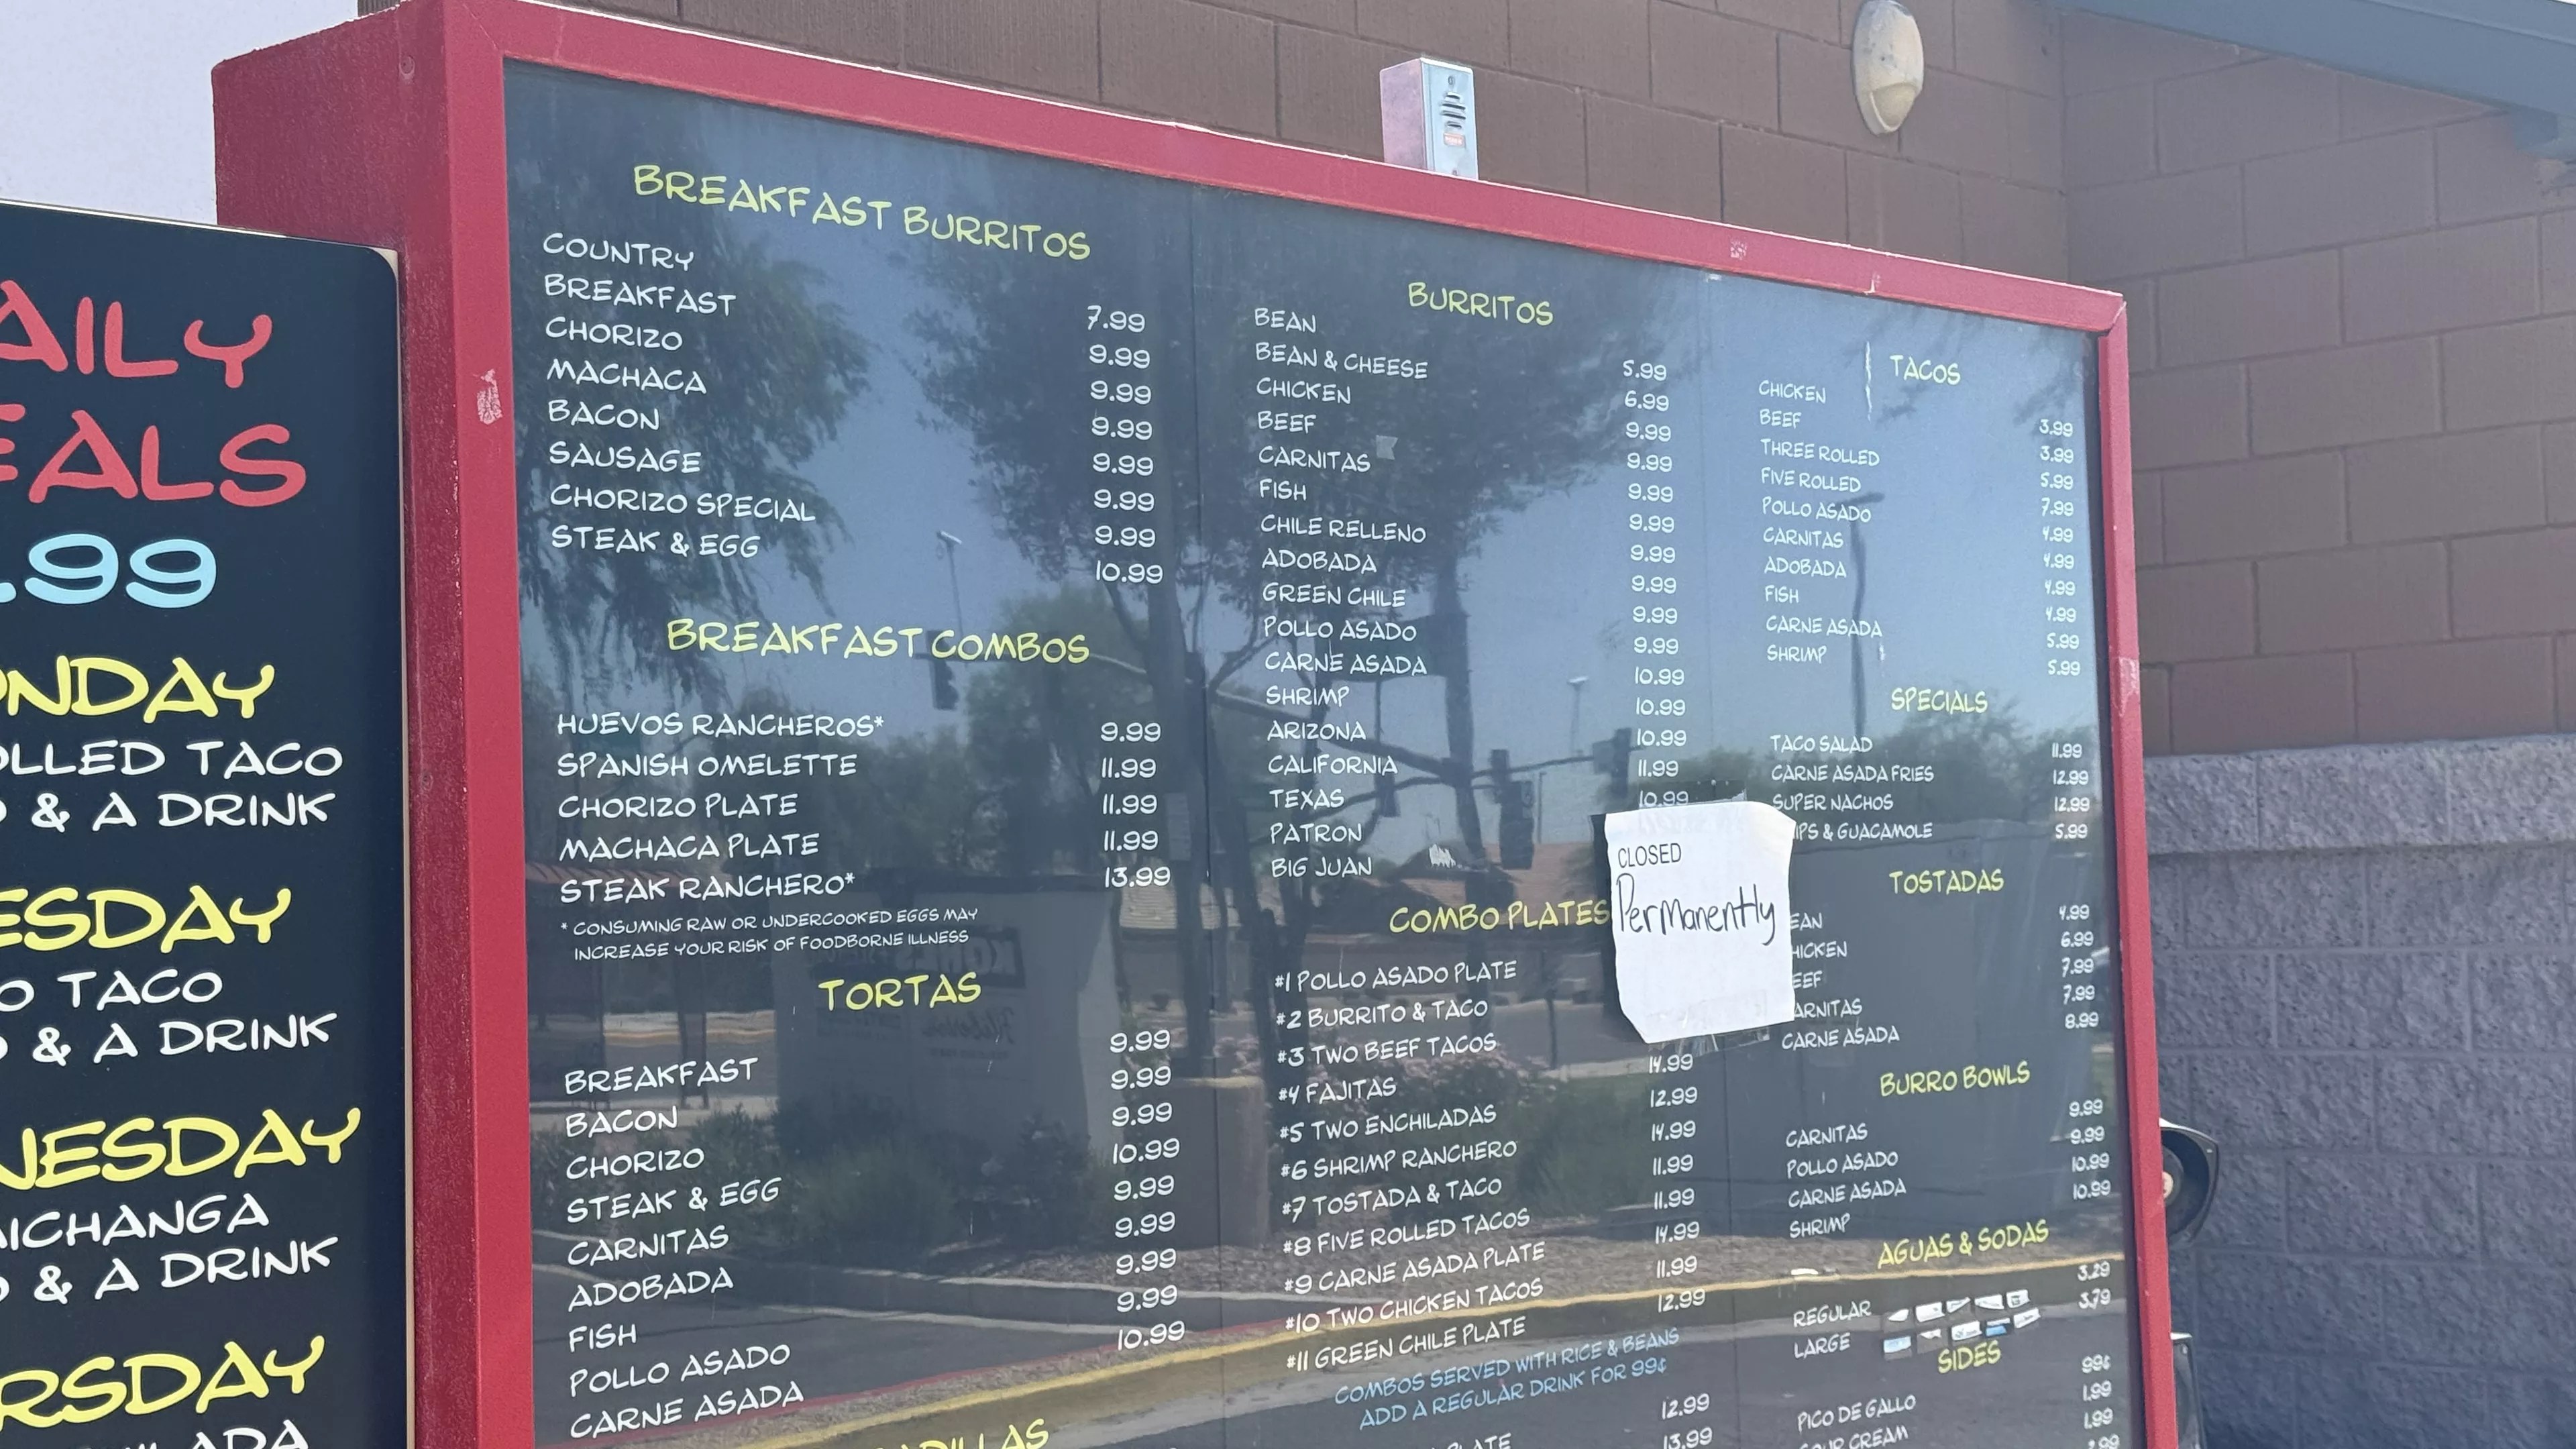 AILY
EALS
.99
ONDAY
OLLED TACO
& A DRINK
ESDAY
O TACO
& A DRINK
NESDAY
ICHANGA
& A DRINK
RSDAY
ILADA
BREAKFAST BURRITOS
COUNTRY 7.99
BREAKFAST 9.99
CHORIZO 9.99
MACHACA 9.99
BACON 9.99
SAUSAGE 9.99
CHORIZO SPECIAL 9.99
STEAK & EGG 10.99
BREAKFAST COMBOS
HUEVOS RANCHEROS* 9.99
SPANISH OMELETTE 11.99
CHORIZO PLATE 11.99
MACHACA PLATE 11.99
STEAK RANCHERO* 13.99
* CONSUMING RAW OR UNDERCOOKED EGGS MAY
INCREASE YOUR RISK OF FOODBORNE ILLNESS
TORTAS
BREAKFAST 9.99
BACON 9.99
CHORIZO 9.99
STEAK & EGG 10.99
CARNITAS 9.99
ADOBADA 9.99
FISH 9.99
POLLO ASADO 9.99
CARNE ASADA 10.99
DILLAS
BURRITOS
BEAN 5.99
BEAN & CHEESE 6.99
CHICKEN 9.99
BEEF 9.99
CARNITAS 9.99
FISH 9.99
CHILE RELLENO 9.99
ADOBADA 9.99
GREEN CHILE 9.99
POLLO ASADO 9.99
CARNE ASADA 10.99
SHRIMP 10.99
ARIZONA 10.99
CALIFORNIA 11.99
TEXAS 10.99
PATRON
BIG JUAN
CLOSED
Permanently
COMBO PLATES
#1 POLLO ASADO PLATE
#2 BURRITO & TACO
#3 TWO BEEF TACOS
#4 FAJITAS 14.99
#5 TWO ENCHILADAS 12.99
#6 SHRIMP RANCHERO 14.99
#7 TOSTADA & TACO 11.99
#8 FIVE ROLLED TACOS 11.99
#9 CARNE ASADA PLATE 14.99
#10 TWO CHICKEN TACOS 11.99
#11 GREEN CHILE PLATE 12.99
COMBOS SERVED WITH RICE & BEANS
ADD A REGULAR DRINK FOR 99¢
12.99
PLATE 13.99
TACOS
CHICKEN 3.99
BEEF 3.99
THREE ROLLED 5.99
FIVE ROLLED 7.99
POLLO ASADO 4.99
CARNITAS 4.99
ADOBADA 4.99
FISH 4.99
CARNE ASADA 5.99
SHRIMP 5.99
SPECIALS
TACO SALAD 11.99
CARNE ASADA FRIES 12.99
SUPER NACHOS 12.99
IPS & GUACAMOLE 5.99
TOSTADAS
EAN 4.99
HICKEN 6.99
EEF 7.99
ARNITAS 7.99
CARNE ASADA 8.99
BURRO BOWLS
CARNITAS 9.99
POLLO ASADO 9.99
CARNE ASADA 10.99
SHRIMP 10.99
AGUAS & SODAS
REGULAR 3.29
LARGE 3.79
SIDES
99¢
PICO DE GALLO 1.99
SOUR CREAM 1.99